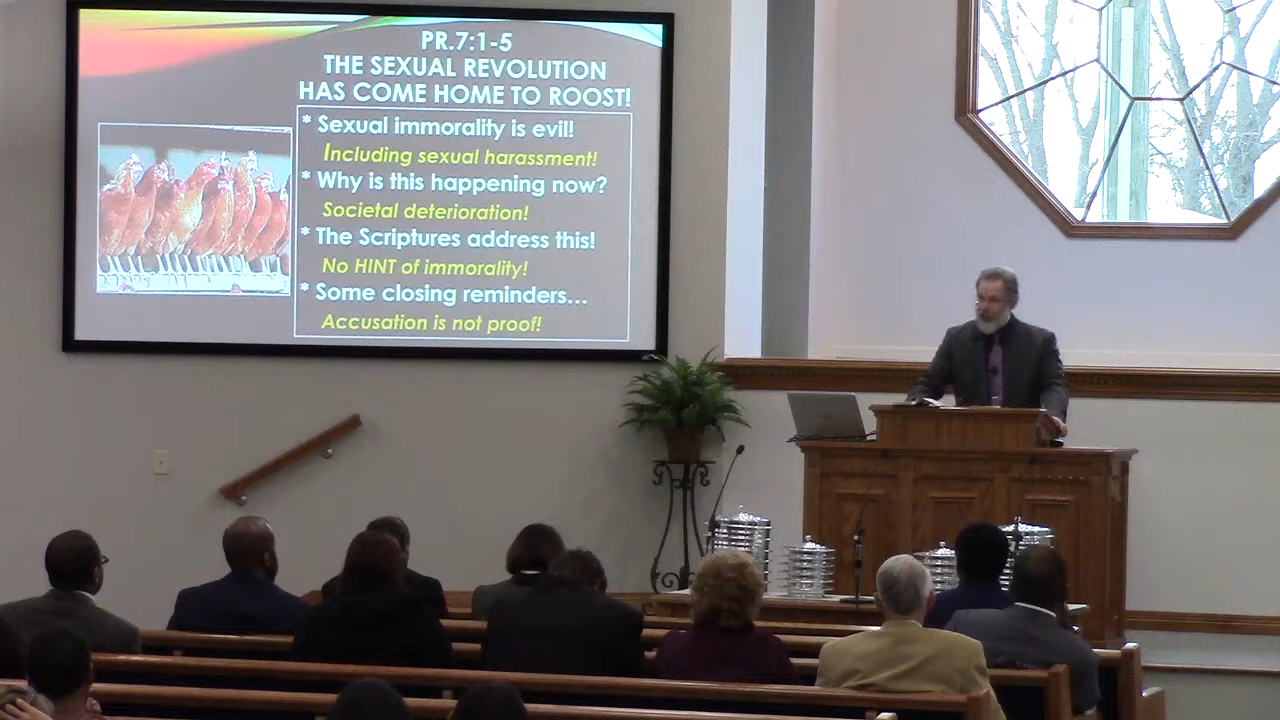 PR.7:1-5
THE SEXUAL REVOLUTION
HAS COME HOME TO ROOST!
* Sexual immorality is evil!
Including sexual harassment!
* Why is this happening now?
Societal deterioration!
* The Scriptures address this!
No HINT of immorality!
* Some closing reminders...
Accusation is not proof!